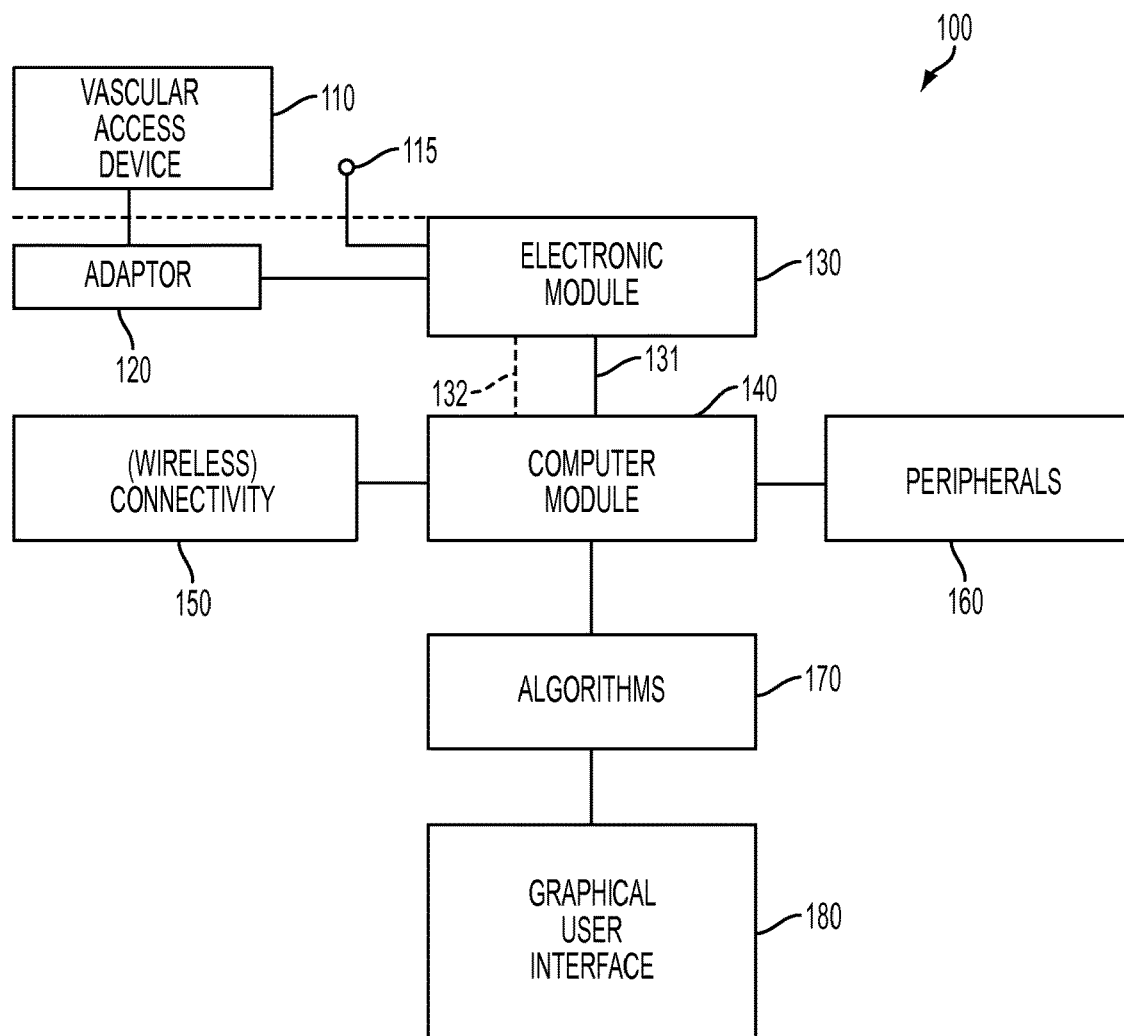 100
VASCULAR
ACCESS
DEVICE
110
115
ADAPTOR
120
ELECTRONIC
MODULE
130
132
131
140
(WIRELESS)
CONNECTIVITY
150
COMPUTER
MODULE
PERIPHERALS
160
ALGORITHMS
170
GRAPHICAL
USER
INTERFACE
180